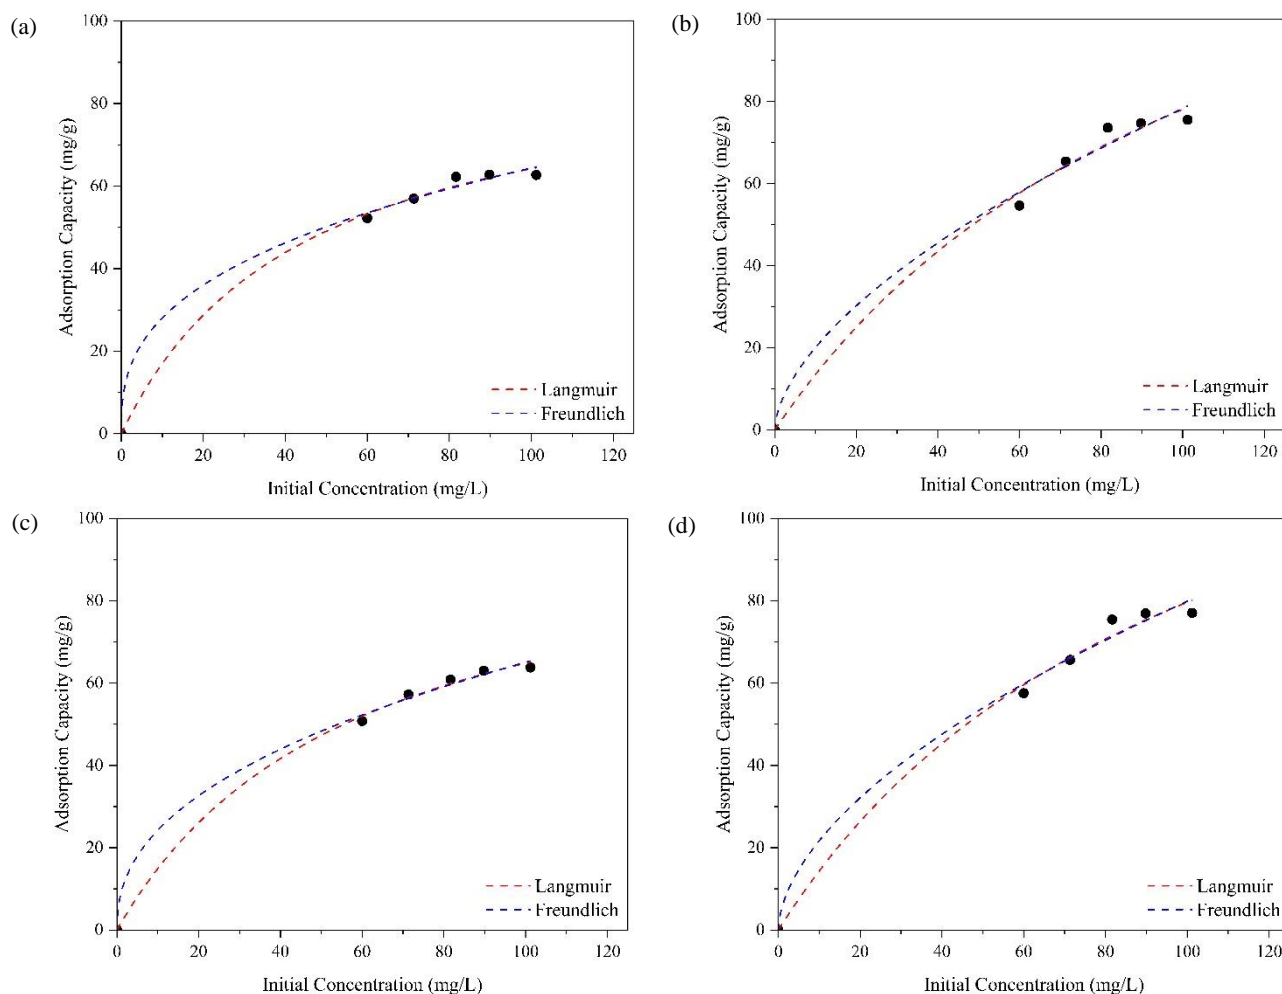 (a)
100
80
60
40
20
0
Adsorption Capacity (mg/g)
Langmuir
Freundlich
0 20 40 60 80 100 120
Initial Concentration (mg/L)
(b)
100
80
60
40
20
0
Adsorption Capacity (mg/g)
Langmuir
Freundlich
0 20 40 60 80 100 120
Initial Concentration (mg/L)
(c)
100
80
60
40
20
0
Adsorption Capacity (mg/g)
Langmuir
Freundlich
0 20 40 60 80 100 120
Initial Concentration (mg/L)
(d)
100
80
60
40
20
0
Adsorption Capacity (mg/g)
Langmuir
Freundlich
0 20 40 60 80 100 120
Initial Concentration (mg/L)